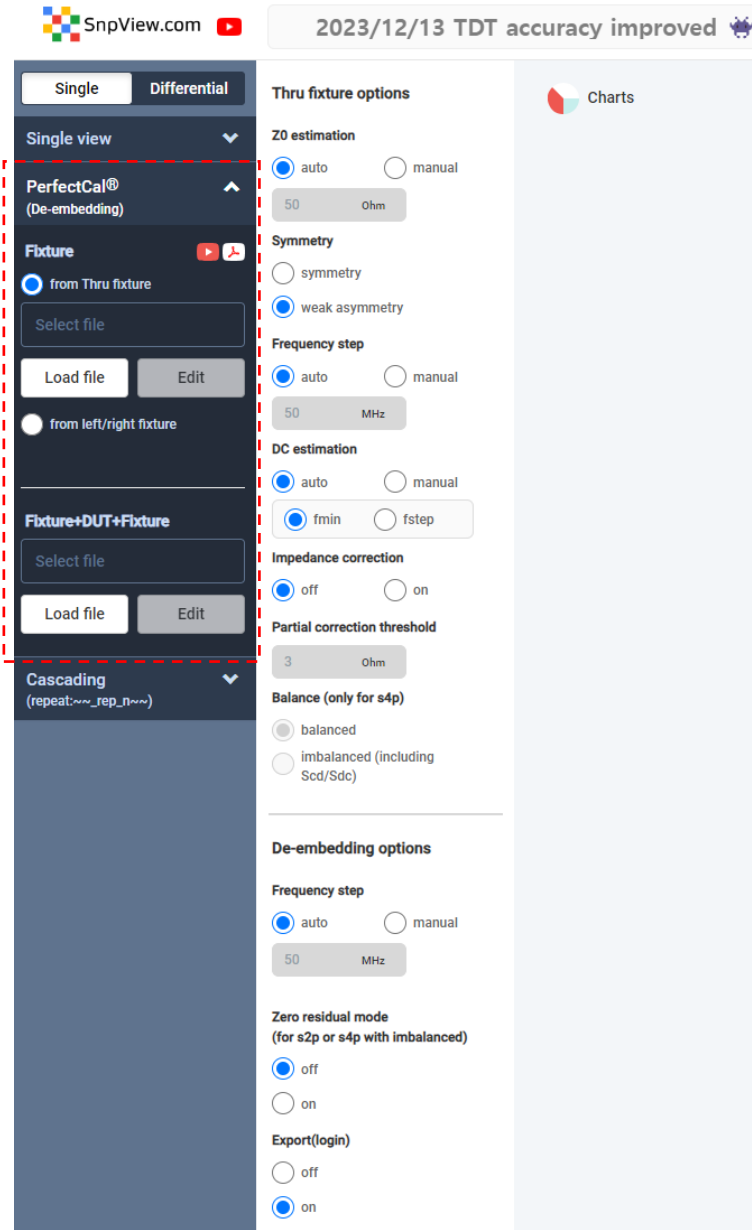 SnpView.com
2023/12/13 TDT accuracy improved
Single
Differential
Single view
PerfectCal®
(De-embedding)
Fixture
from Thru fixture
Select file
Load file
Edit
from left/right fixture
Fixture+DUT+Fixture
Select file
Load file
Edit
Cascading
(repeat:~~_rep_n~~)
Thru fixture options
Z0 estimation
auto
manual
50 Ohm
Symmetry
symmetry
weak asymmetry
Frequency step
auto
manual
50 MHz
DC estimation
auto
manual
fmin
fstep
Impedance correction
off
on
Partial correction threshold
3 Ohm
Balance (only for s4p)
balanced
imbalanced (including
Scd/Sdc)
De-embedding options
Frequency step
auto
manual
50 MHz
Zero residual mode
(for s2p or s4p with imbalanced)
off
on
Export(login)
off
on
Charts